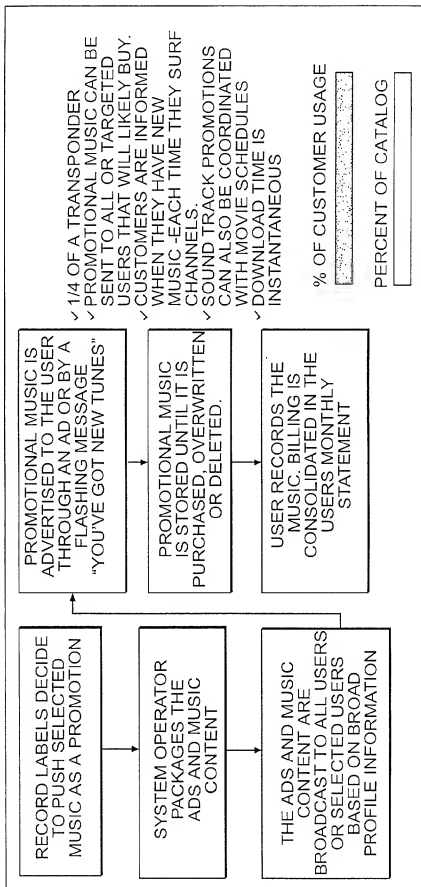 RECORD LABELS DECIDE
TO PUSH SELECTED
MUSIC AS A PROMOTION
SYSTEM OPERATOR
PACKAGES THE
ADS AND MUSIC
CONTENT
THE ADS AND MUSIC
CONTENT ARE
BROADCAST TO ALL USERS
OR SELECTED USERS
BASED ON BROAD
PROFILE INFORMATION
PROMOTIONAL MUSIC IS
ADVERTISED TO THE USER
THROUGH AN AD OR BY A
FLASHING MESSAGE
“YOU’VE GOT NEW TUNES”
PROMOTIONAL MUSIC
IS STORED UNTIL IT IS
PURCHASED, OVERWRITTEN
OR DELETED.
USER RECORDS THE
MUSIC. BILLING IS
CONSOLIDATED IN THE
USERS MONTHLY
STATEMENT
✓ 1/4 OF A TRANSPONDER
✓ PROMOTIONAL MUSIC CAN BE
SENT TO ALL OR TARGETED
USERS THAT WILL LIKELY BUY.
✓ CUSTOMERS ARE INFORMED
WHEN THEY HAVE NEW
MUSIC -EACH TIME THEY SURF
CHANNELS.
✓ SOUND TRACK PROMOTIONS
CAN ALSO BE COORDINATED
WITH MOVIE SCHEDULES
✓ DOWNLOAD TIME IS
INSTANTANEOUS
% OF CUSTOMER USAGE
PERCENT OF CATALOG